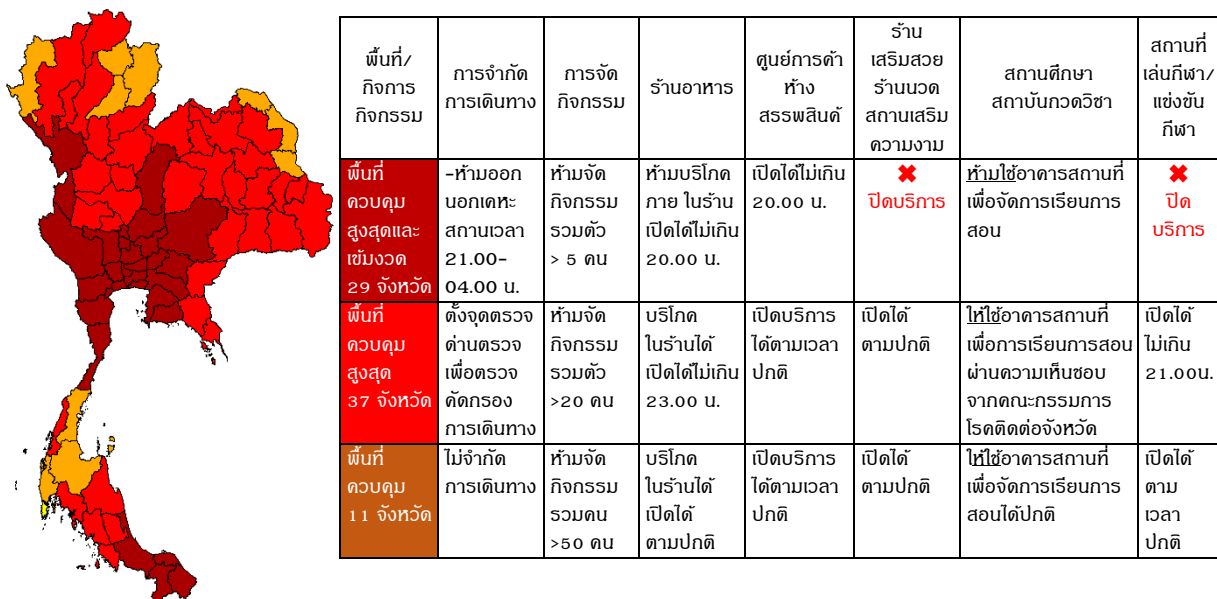 พื้นที่/
กิจการ
กิจกรรม
การจำกัด
การเดินทาง
การจัด
กิจกรรม
ร้านอาหาร
ศูนย์การค้า
ห้าง
สรรพสินค้
ร้าน
เสริมสวย
ร้านนวด
สถานเสริม
ความงาม
สถานศึกษา
สถาบันกวดวิชา
สถานที่
เล่นกีฬา/
แข่งขัน
กีฬา
พื้นที่
ควบคุม
สูงสุดและ
เข้มงวด
29 จังหวัด
-ห้ามออก
นอกเคหะ
สถานเวลา
21.00-
04.00 น.
ห้ามจัด
กิจกรรม
รวมตัว
> 5 คน
ห้ามบริโภค
ภาย ในร้าน
เปิดได้ไม่เกิน
20.00 น.
เปิดได้ไม่เกิน
20.00 น.
✖
ปิดบริการ
ห้ามใช้อาคารสถานที่
เพื่อจัดการเรียนการ
สอน
✖
ปิด
บริการ
พื้นที่
ควบคุม
สูงสุด
37 จังหวัด
ตั้งจุดตรวจ
ด่านตรวจ
เพื่อตรวจ
คัดกรอง
การเดินทาง
ห้ามจัด
กิจกรรม
รวมตัว
>20 คน
บริโภค
ในร้านได้
เปิดได้ไม่เกิน
23.00 น.
เปิดบริการ
ได้ตามเวลา
ปกติ
เปิดได้
ตามปกติ
ให้ใช้อาคารสถานที่
เพื่อการเรียนการสอน
ผ่านความเห็นชอบ
จากคณะกรรมการ
โรคติดต่อจังหวัด
เปิดได้
ไม่เกิน
21.00น.
พื้นที่
ควบคุม
11 จังหวัด
ไม่จำกัด
การเดินทาง
ห้ามจัด
กิจกรรม
รวมคน
>50 คน
บริโภค
ในร้านได้
เปิดได้
ตามปกติ
เปิดบริการ
ได้ตามเวลา
ปกติ
เปิดได้
ตามปกติ
ให้ใช้อาคารสถานที่
เพื่อจัดการเรียนการ
สอนได้ปกติ
เปิดได้
ตาม
เวลา
ปกติ